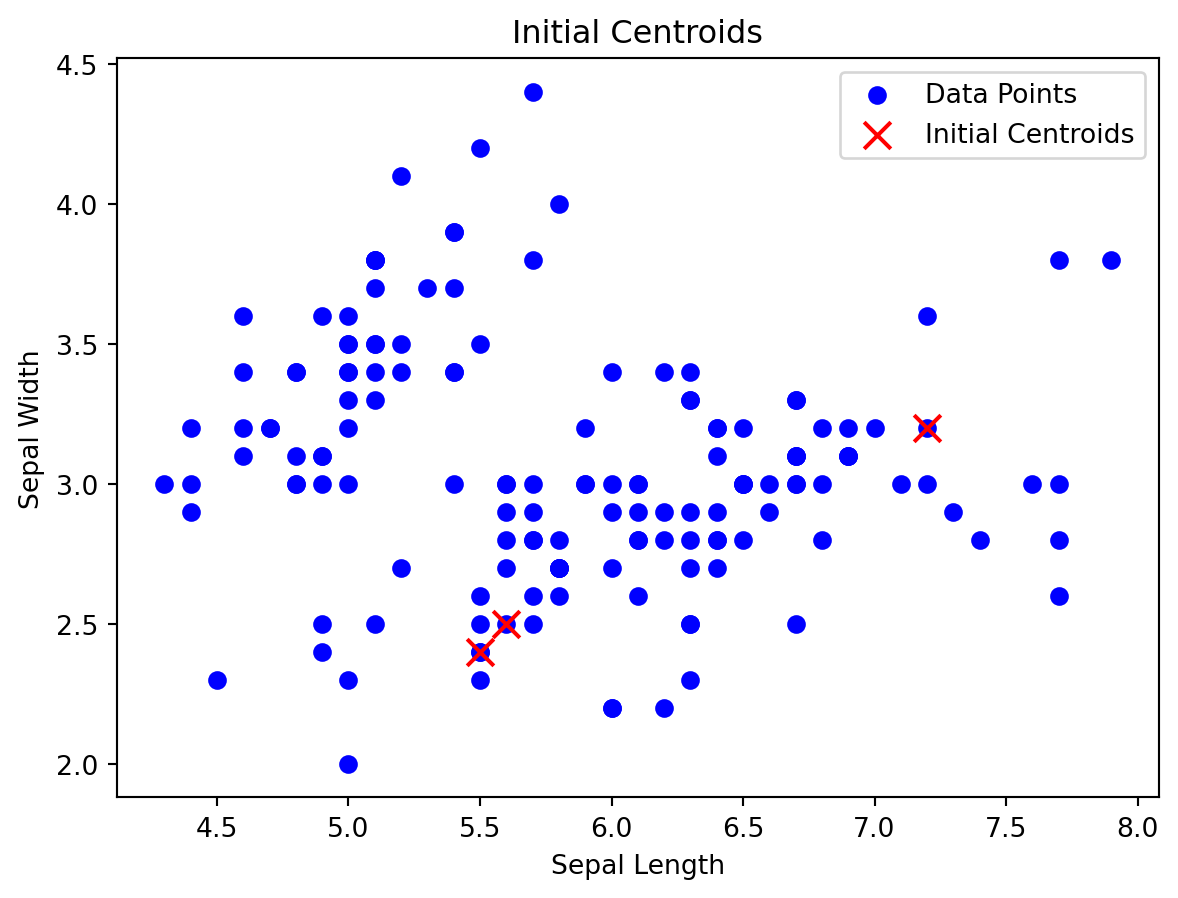 Initial Centroids
Data Points
Initial Centroids
4.5
4.0
3.5
3.0
2.5
2.0
Sepal Width
4.5 5.0 5.5 6.0 6.5 7.0 7.5 8.0
Sepal Length